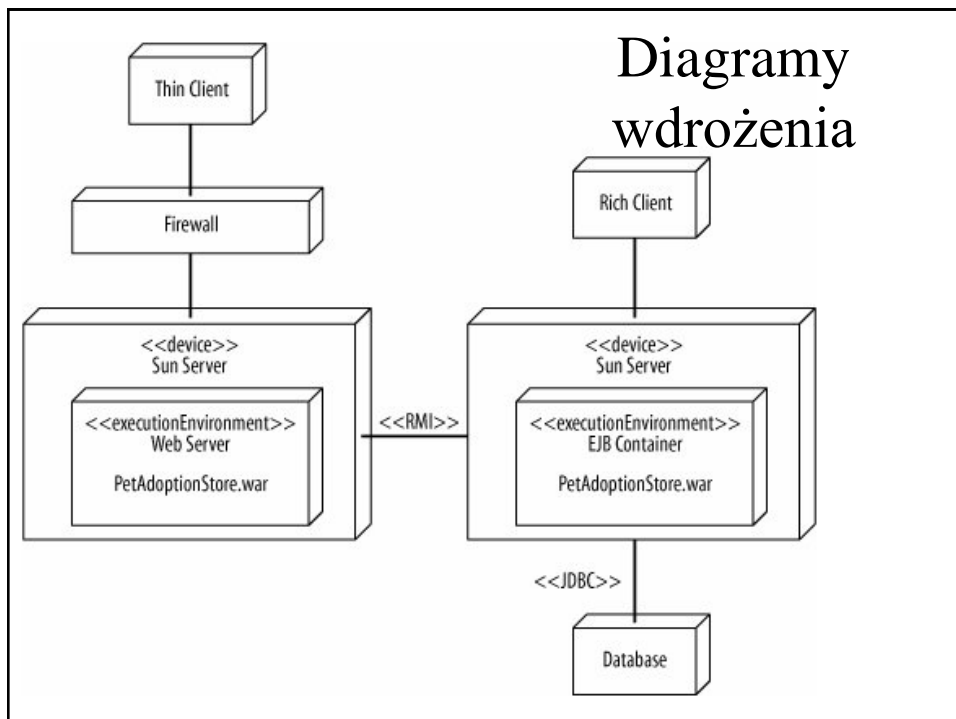 Diagramy
wdrożenia
Thin Client
Firewall
Rich Client
<<device>>
Sun Server
<<executionEnvironment>>
Web Server
PetAdoptionStore.war
<<RMI>>
<<device>>
Sun Server
<<executionEnvironment>>
EJB Container
PetAdoptionStore.war
<<JDBC>>
Database